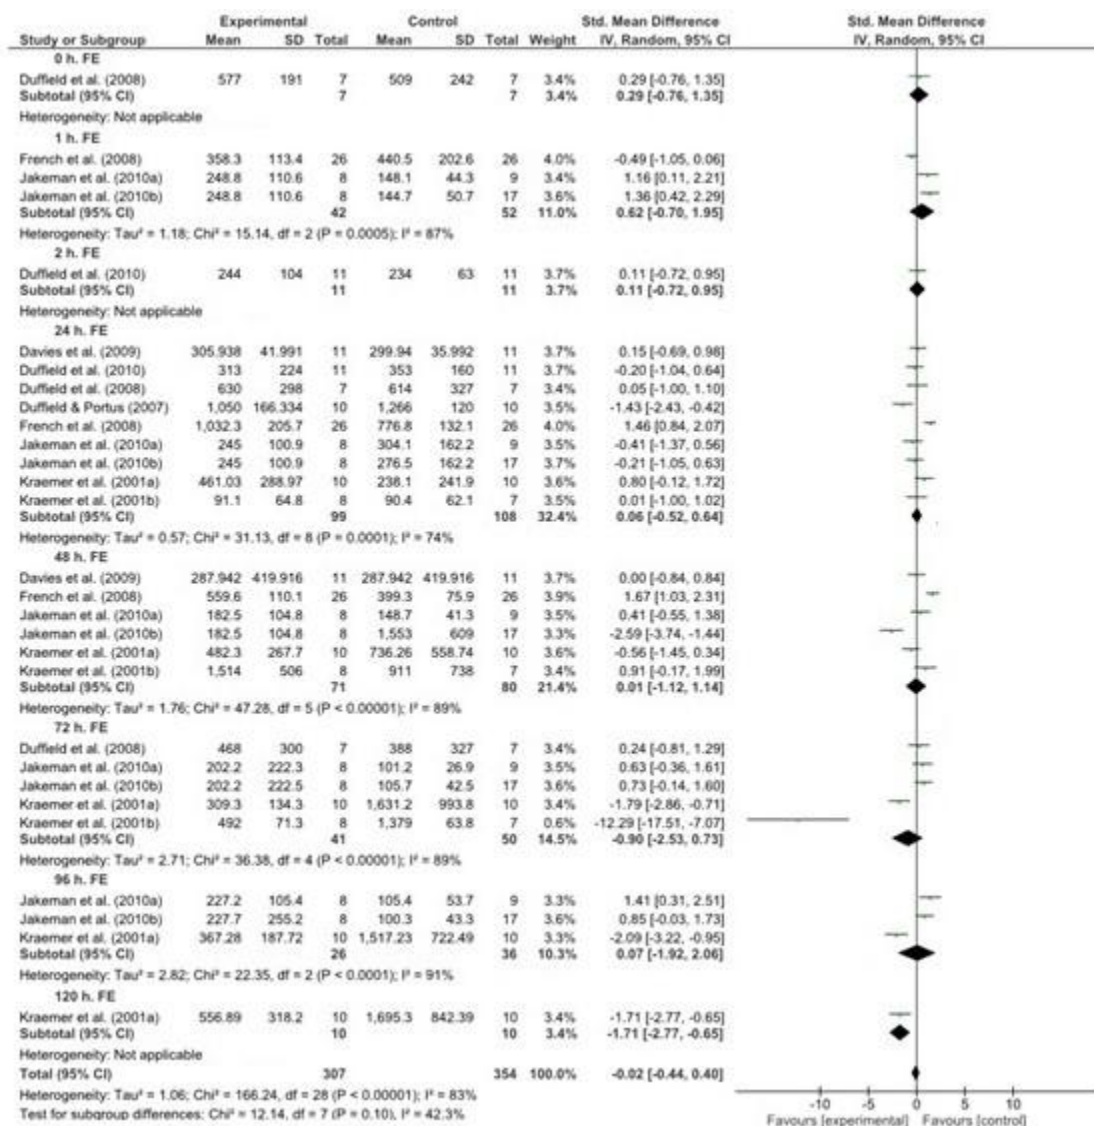 Experimental Control Std. Mean Difference Std. Mean Difference
Study or Subgroup Mean SD Total Mean SD Total Weight IV, Random, 95% CI IV, Random, 95% CI
0 h. FE
Duffield et al. (2008) 577 191 7 509 242 7 3.4% 0.29 [-0.76, 1.35]
Subtotal (95% CI) 7 7 3.4% 0.29 [-0.76, 1.35]
Heterogeneity: Not applicable
1 h. FE
French et al. (2008) 358.3 113.4 26 440.5 202.6 26 4.0% -0.49 [-1.05, 0.06]
Jakeman et al. (2010a) 248.8 110.6 8 148.1 44.3 9 3.4% 1.16 [0.11, 2.21]
Jakeman et al. (2010b) 248.8 110.6 8 144.7 50.7 17 3.6% 1.36 [0.42, 2.29]
Subtotal (95% CI) 42 52 11.0% 0.62 [-0.70, 1.95]
Heterogeneity: Tau² = 1.18; Chi² = 15.14, df = 2 (P = 0.0005); I² = 87%
2 h. FE
Duffield et al. (2010) 244 104 11 234 63 11 3.7% 0.11 [-0.72, 0.95]
Subtotal (95% CI) 11 11 3.7% 0.11 [-0.72, 0.95]
Heterogeneity: Not applicable
24 h. FE
Davies et al. (2009) 305.938 41.991 11 299.94 35.992 11 3.7% 0.15 [-0.69, 0.98]
Duffield et al. (2010) 313 224 11 353 160 11 3.7% -0.20 [-1.04, 0.64]
Duffield et al. (2008) 630 298 7 614 327 7 3.4% 0.05 [-1.00, 1.10]
Duffield & Portus (2007) 1,050 166.334 10 1,266 120 10 3.5% -1.43 [-2.43, -0.42]
French et al. (2008) 1,032.3 205.7 26 776.8 132.1 26 4.0% 1.46 [0.84, 2.07]
Jakeman et al. (2010a) 245 100.9 8 304.1 162.2 9 3.5% -0.41 [-1.37, 0.56]
Jakeman et al. (2010b) 245 100.9 8 276.5 162.2 17 3.7% -0.21 [-1.05, 0.63]
Kraemer et al. (2001a) 461.03 288.97 10 238.1 241.9 10 3.6% 0.80 [-0.12, 1.72]
Kraemer et al. (2001b) 91.1 64.8 8 90.4 62.1 7 3.5% 0.01 [-1.00, 1.02]
Subtotal (95% CI) 99 108 32.4% 0.06 [-0.52, 0.64]
Heterogeneity: Tau² = 0.57; Chi² = 31.13, df = 8 (P = 0.0001); I² = 74%
48 h. FE
Davies et al. (2009) 287.942 419.916 11 287.942 419.916 11 3.7% 0.00 [-0.84, 0.84]
French et al. (2008) 559.6 110.1 26 399.3 75.9 26 3.9% 1.67 [1.03, 2.31]
Jakeman et al. (2010a) 182.5 104.8 8 148.7 41.3 9 3.5% 0.41 [-0.55, 1.38]
Jakeman et al. (2010b) 182.5 104.8 8 1,553 609 17 3.3% -2.59 [-3.74, -1.44]
Kraemer et al. (2001a) 482.3 267.7 10 736.26 558.74 10 3.6% -0.56 [-1.45, 0.34]
Kraemer et al. (2001b) 1,514 506 8 911 738 7 3.4% 0.91 [-0.17, 1.99]
Subtotal (95% CI) 71 80 21.4% 0.01 [-1.12, 1.14]
Heterogeneity: Tau² = 1.76; Chi² = 47.28, df = 5 (P < 0.00001); I² = 89%
72 h. FE
Duffield et al. (2008) 468 300 7 388 327 7 3.4% 0.24 [-0.81, 1.29]
Jakeman et al. (2010a) 202.2 222.3 8 101.2 26.9 9 3.5% 0.63 [-0.36, 1.61]
Jakeman et al. (2010b) 202.2 222.5 8 105.7 42.5 17 3.6% 0.73 [-0.14, 1.60]
Kraemer et al. (2001a) 309.3 134.3 10 1,631.2 993.8 10 3.4% -1.79 [-2.86, -0.71]
Kraemer et al. (2001b) 492 71.3 8 1,379 63.8 7 0.6% -12.29 [-17.51, -7.07]
Subtotal (95% CI) 41 50 14.5% -0.90 [-2.53, 0.73]
Heterogeneity: Tau² = 2.71; Chi² = 36.38, df = 4 (P < 0.00001); I² = 89%
96 h. FE
Jakeman et al. (2010a) 227.2 105.4 8 105.4 53.7 9 3.3% 1.41 [0.31, 2.51]
Jakeman et al. (2010b) 227.7 255.2 8 100.3 43.3 17 3.6% 0.85 [-0.03, 1.73]
Kraemer et al. (2001a) 367.28 187.72 10 1,517.23 722.49 10 3.3% -2.09 [-3.22, -0.95]
Subtotal (95% CI) 26 36 10.3% 0.07 [-1.92, 2.06]
Heterogeneity: Tau² = 2.82; Chi² = 22.35, df = 2 (P < 0.0001); I² = 91%
120 h. FE
Kraemer et al. (2001a) 556.89 318.2 10 1,695.3 842.39 10 3.4% -1.71 [-2.77, -0.65]
Subtotal (95% CI) 10 10 3.4% -1.71 [-2.77, -0.65]
Heterogeneity: Not applicable
Total (95% CI) 307 354 100.0% -0.02 [-0.44, 0.40]
Heterogeneity: Tau² = 1.06; Chi² = 166.24, df = 28 (P < 0.00001); I² = 83%
Test for subgroup differences: Chi² = 12.14, df = 7 (P = 0.10), I² = 42.3%
-10 -5 0 5 10
Favours [experimental] Favours [control]